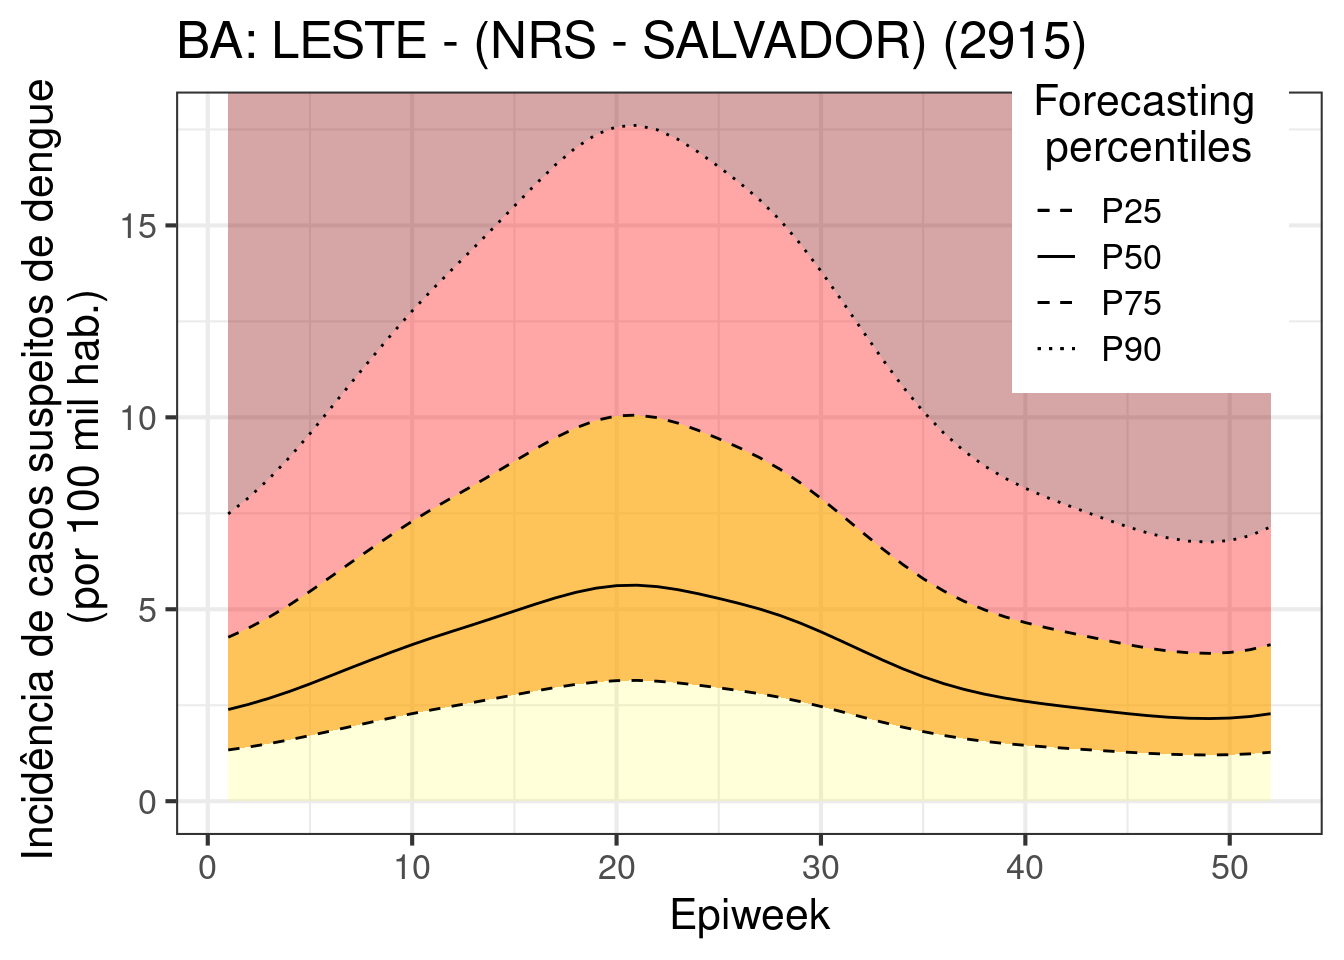 BA: LESTE - (NRS - SALVADOR) (2915)
Incidência de casos suspeitos de dengue
(por 100 mil hab.)
Forecasting
percentiles
P25
P50
P75
P90
15
10
5
0
0 10 20 30 40 50
Epiweek